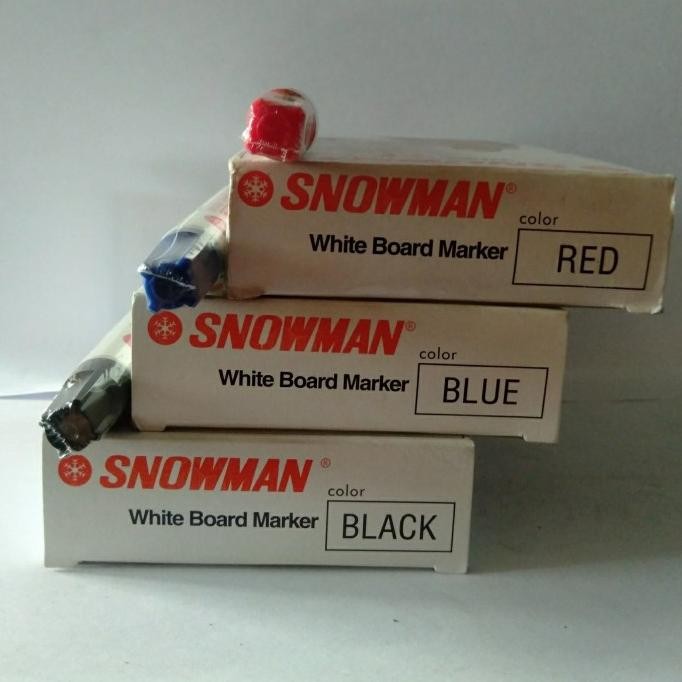 SNOWMAN®
color
White Board Marker RED
SNOWMAN®
color
White Board Marker BLUE
SNOWMAN®
color
White Board Marker BLACK